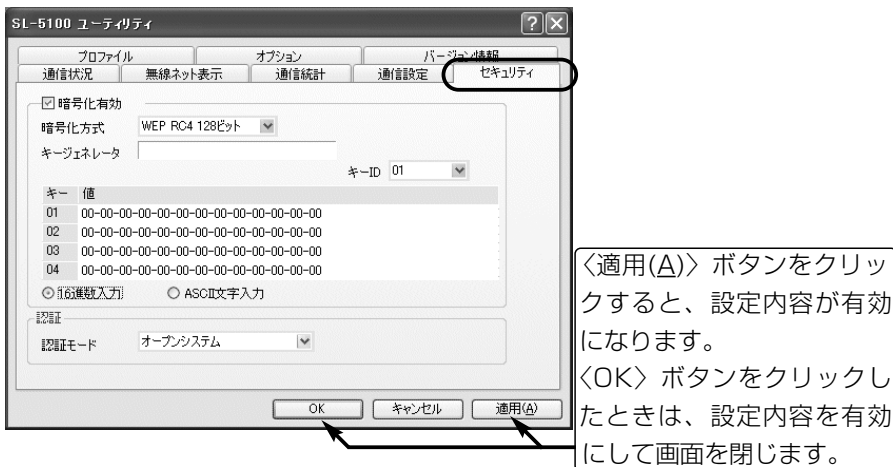 SL-5100 ユーティリティ
プロファイル オプション バージョン情報
通信状況 無線ネット表示 通信統計 通信設定 セキュリティ
暗号化有効
暗号化方式 WEP RC4 128ビット
キージェネレータ
キーID 01
キー 値
01 00-00-00-00-00-00-00-00-00-00-00-00-00
02 00-00-00-00-00-00-00-00-00-00-00-00-00
03 00-00-00-00-00-00-00-00-00-00-00-00-00
04 00-00-00-00-00-00-00-00-00-00-00-00-00
16進数入力 ASCII文字入力
認証
認証モード オープンシステム
OK キャンセル 適用(A)
〈適用(A)〉ボタンをクリッ
クすると、設定内容が有効
になります。
〈OK〉ボタンをクリックし
たときは、設定内容を有効
にして画面を閉じます。